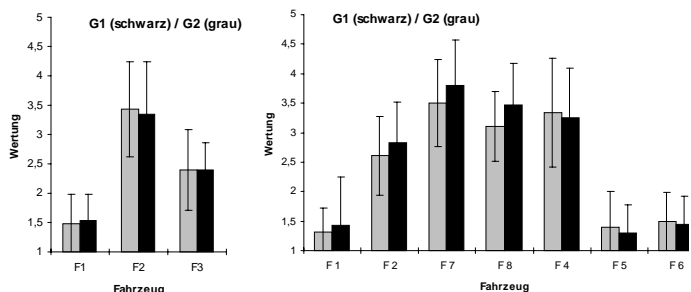 G1 (schwarz) / G2 (grau)
5
4,5
4
3,5
3
2,5
2
1,5
1
Wertung
F1 F2 F3
Fahrzeug
G1 (schwarz) / G2 (grau)
5
4,5
4
3,5
3
2,5
2
1,5
1
Wertung
F 1 F 2 F 7 F 8 F 4 F 5 F 6
Fahrzeug